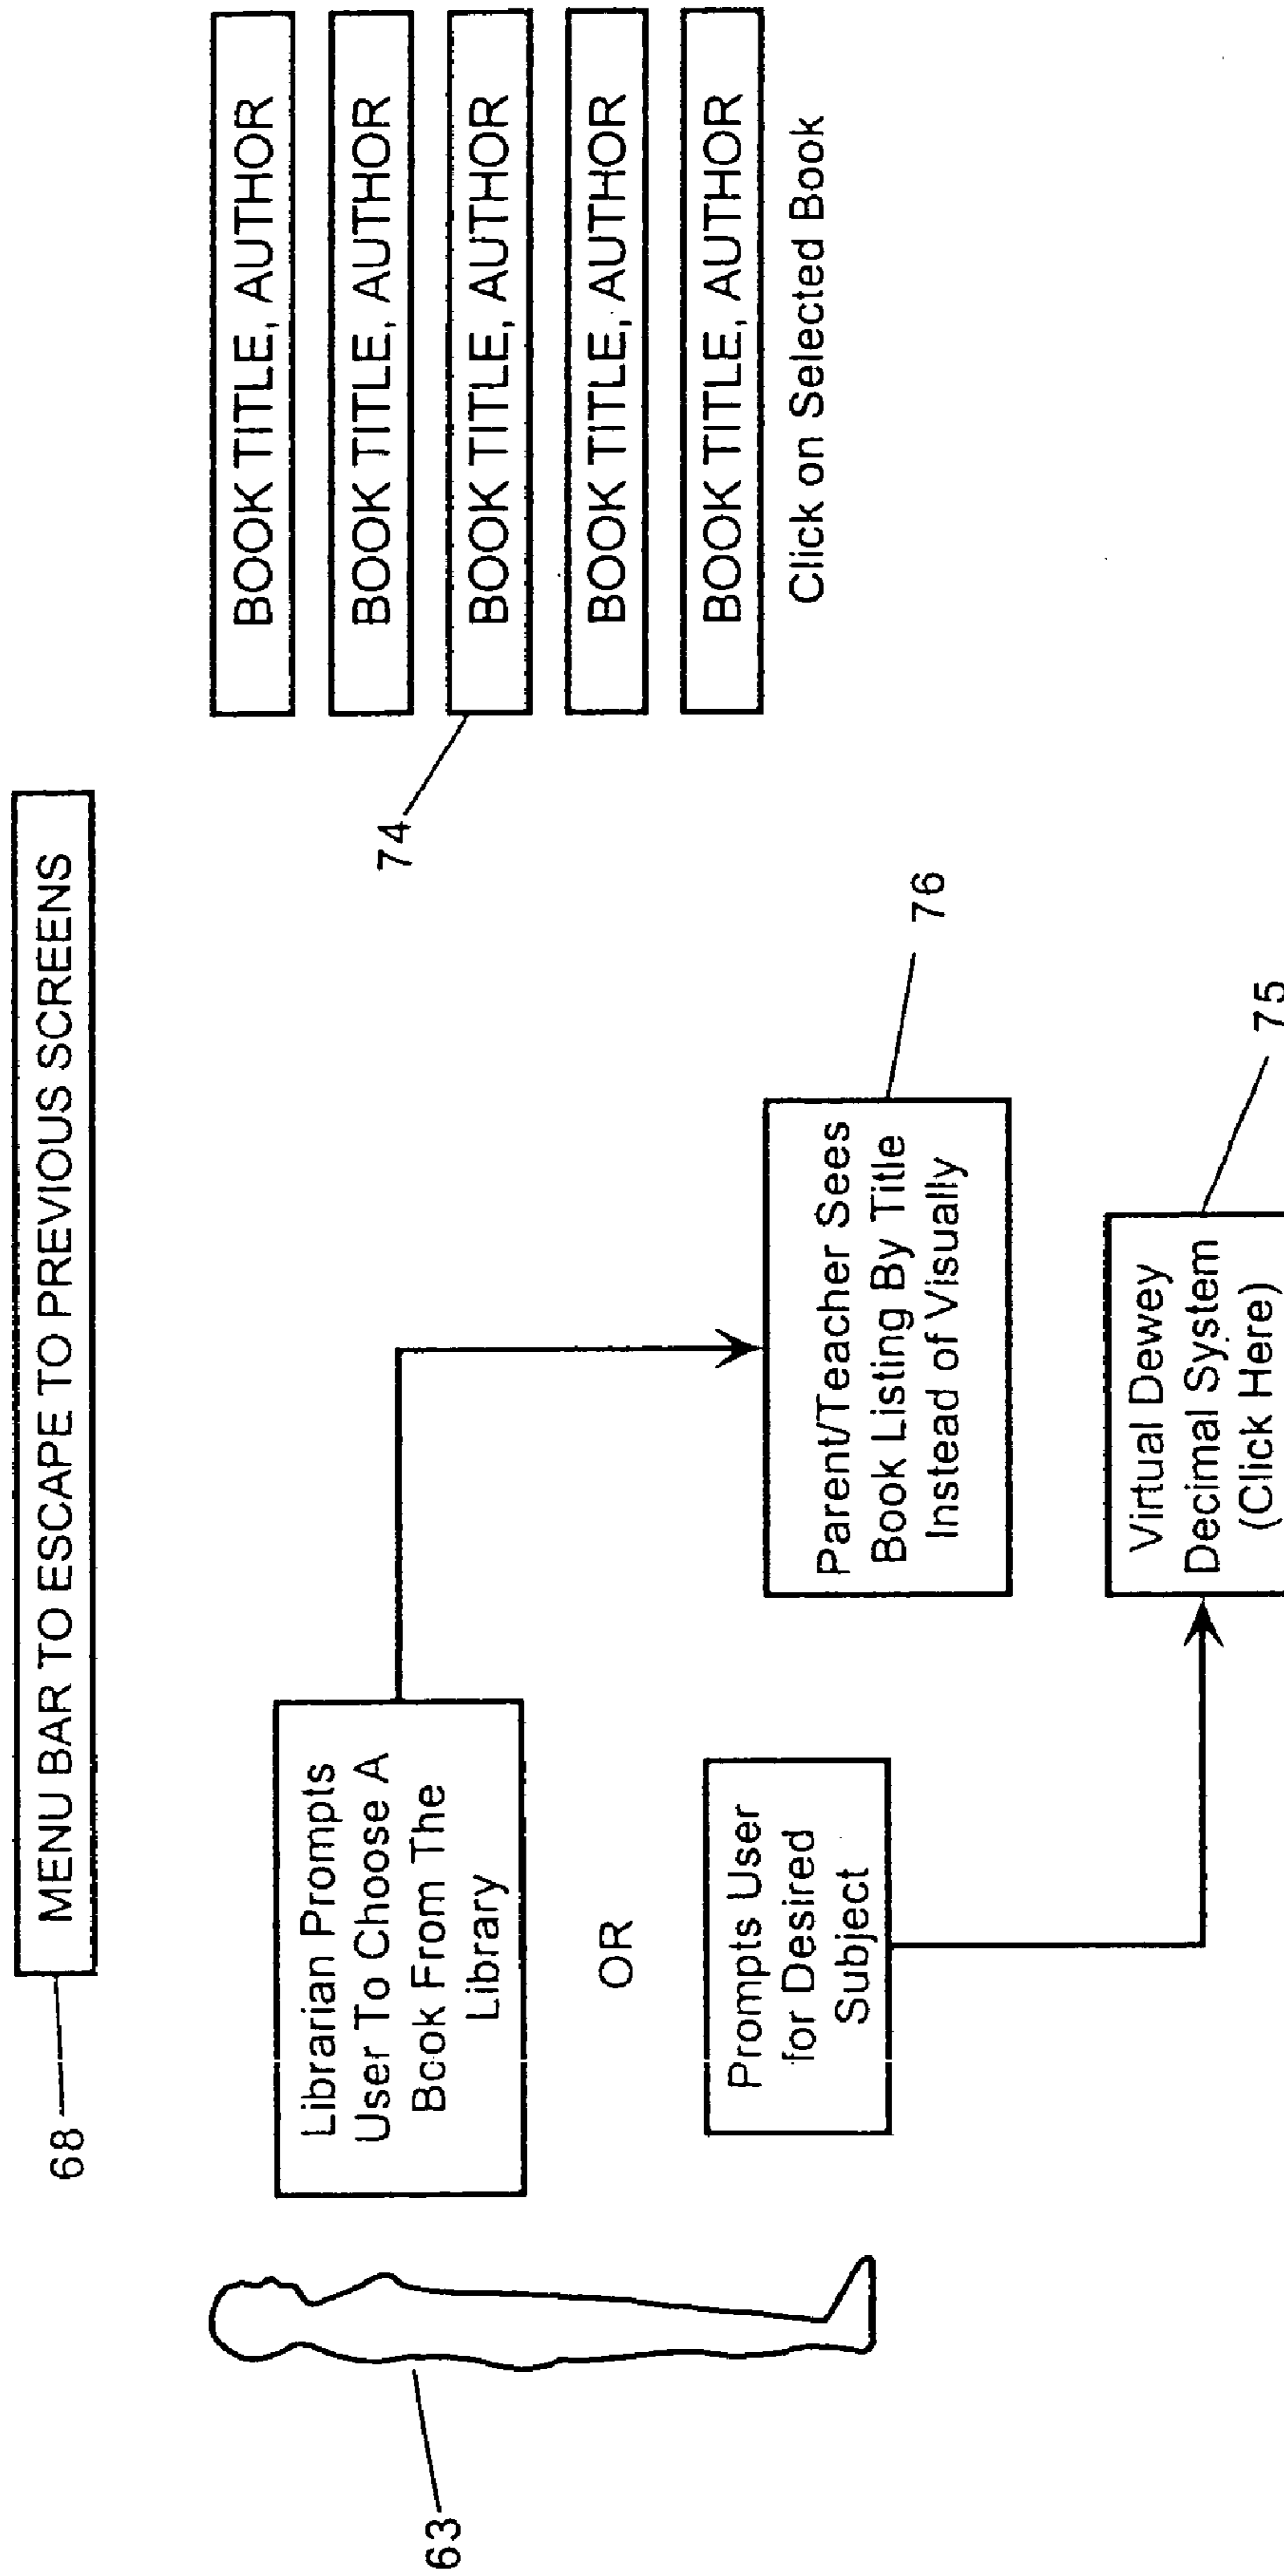 MENU BAR TO ESCAPE TO PREVIOUS SCREENS
68
63
Librarian Prompts
User To Choose A
Book From The
Library
OR
Prompts User
for Desired
Subject
Parent/Teacher Sees
Book Listing By Title
Instead of Visually
76
Virtual Dewey
Decimal System
(Click Here)
75
74
BOOK TITLE, AUTHOR
BOOK TITLE, AUTHOR
BOOK TITLE, AUTHOR
BOOK TITLE, AUTHOR
BOOK TITLE, AUTHOR
Click on Selected Book